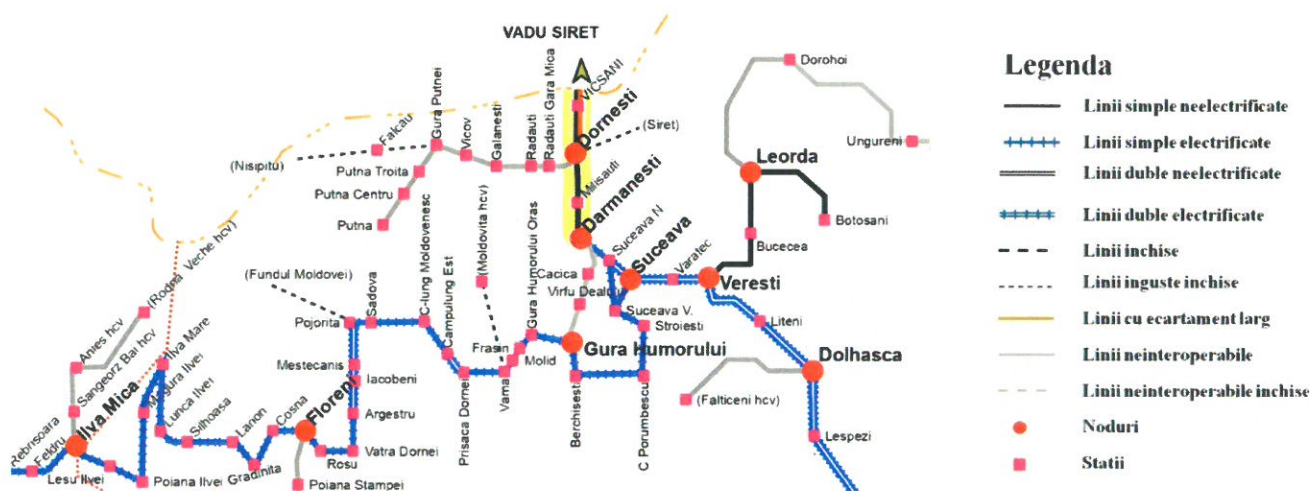 VADU SIRET
VICSANI
Dornesti
(Siret)
Milisauti
Darmanesti
Radauti Gara Mica
Radauti
Galanesti
Vicov
Gura Putnei
Falcau
(Nisipitu)
Putna Troita
Putna Centru
Putna
Dorohoi
Ungureni
Leorda
Botosani
Bucecea
Suceava N
Suceava
Varatec
Veresti
Cacica
Virfu Dealului
Suceava V.
Stroiesti
Liteni
Dolhasca
(Falticeni hcv)
Lespezi
(Rodna Veche hcv)
(Fundul Moldovei)
Sadova
C-lung Moldovenesc
Campulung Est
(Moldovita hcv)
Gura Humorului Oras
Pojorita
Frasin
Molid
Gura Humorului
Anies hcv
Sangeorz Bai hcv
Ilva Mare
Magura Ilvei
Lunca Ilvei
Mestecanis
Iacobeni
Argestru
Prisaca Dornei
Vama
Berchisesti
C Porumbescu
Rebrisoara
Feldru
Ilva Mica
Silhoasa
Larion
Cosna
Floreni
Vatra Dornei
Rosu
Lesu Ilvei
Poiana Ilvei
Gradinita
Poiana Stampei
Legenda
Linii simple neelectrificate
Linii simple electrificate
Linii duble neelectrificate
Linii duble electrificate
Linii inchise
Linii inguste inchise
Linii cu ecartament larg
Linii neinteroperabile
Linii neinteroperabile inchise
Noduri
Statii